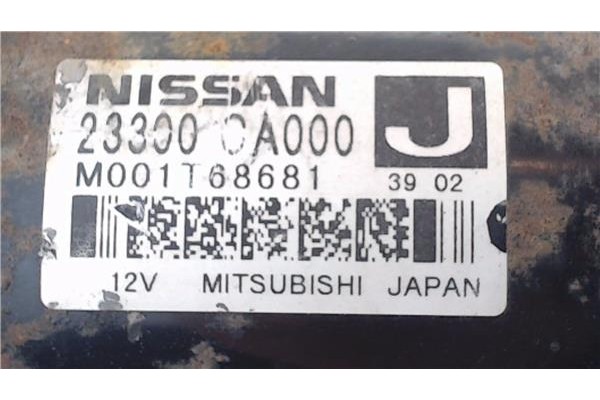 NISSAN
23300 CA000 J
M001T68681 39 02
12V MITSUBISHI JAPAN